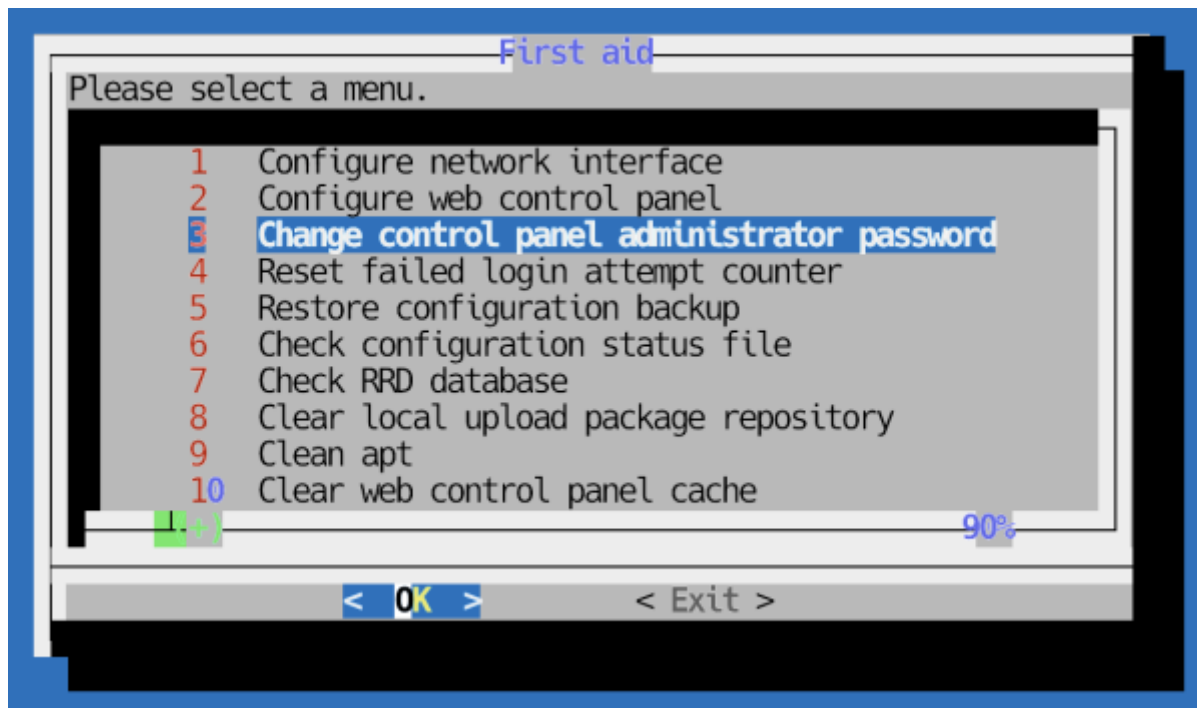 First aid
Please select a menu.
1 Configure network interface
2 Configure web control panel
3 Change control panel administrator password
4 Reset failed login attempt counter
5 Restore configuration backup
6 Check configuration status file
7 Check RRD database
8 Clear local upload package repository
9 Clean apt
10 Clear web control panel cache
(+) 90%
< OK > < Exit >